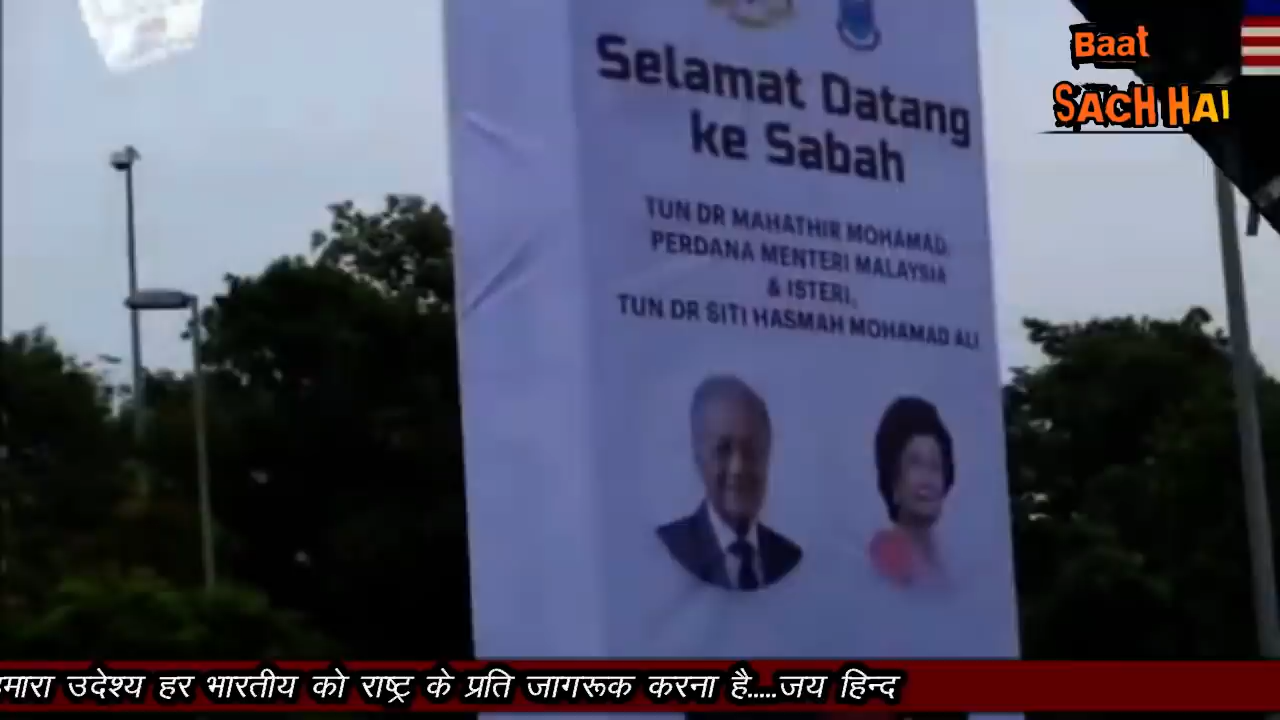 Selamat Datang
ke Sabah
TUN DR MAHATHIR MOHAMAD,
PERDANA MENTERI MALAYSIA
& ISTERI,
TUN DR SITI HASMAH MOHAMAD ALI
Baat
SACH HAI
हमारा उदेश्य हर भारतीय को राष्ट्र के प्रति जागरूक करना है.....जय हिन्द